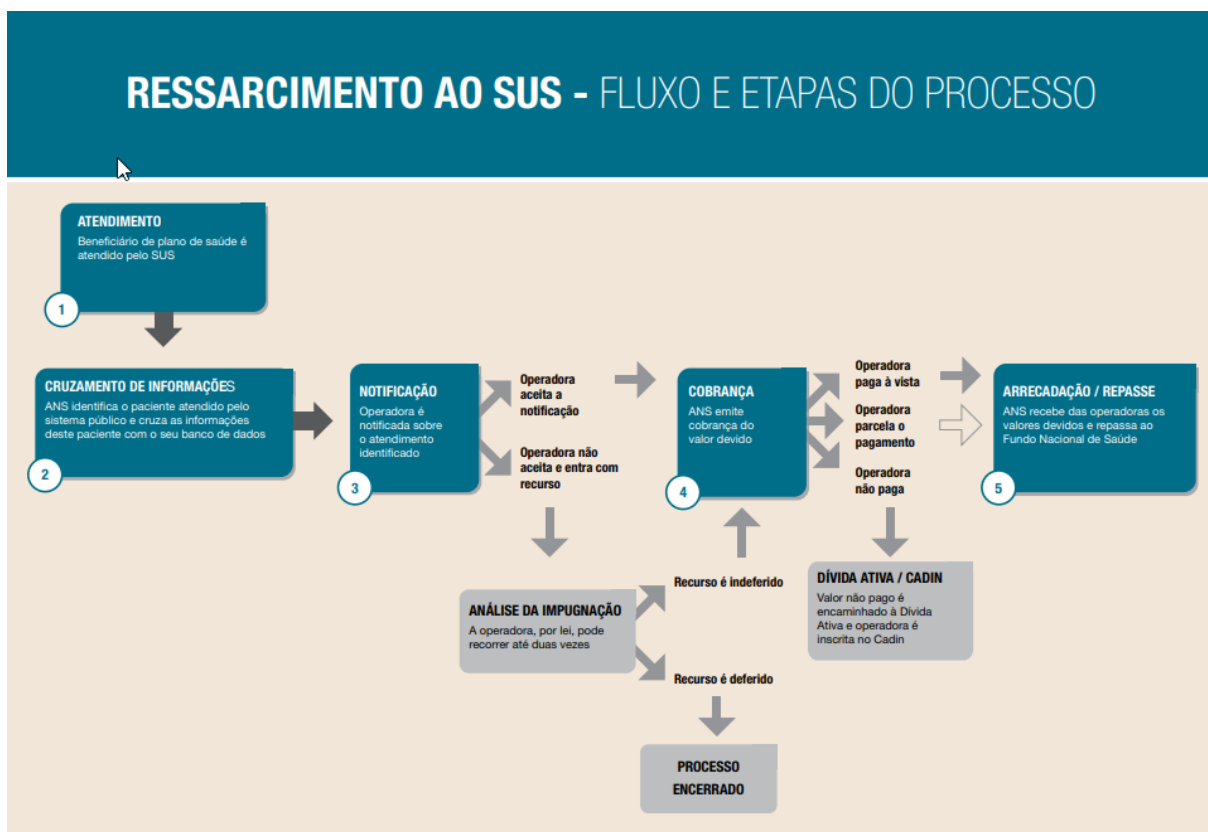 RESSARCIMENTO AO SUS - FLUXO E ETAPAS DO PROCESSO
ATENDIMENTO
Beneficiário de plano de saúde é
atendido pelo SUS
1
CRUZAMENTO DE INFORMAÇÕES
ANS identifica o paciente atendido pelo
sistema público e cruza as informações
deste paciente com o seu banco de dados
2
NOTIFICAÇÃO
Operadora é
notificada sobre
o atendimento
identificado
3
Operadora
aceita a
notificação
Operadora não
aceita e entra com
recurso
ANÁLISE DA IMPUGNAÇÃO
A operadora, por lei, pode
recorrer até duas vezes
Recurso é indeferido
Recurso é deferido
PROCESSO
ENCERRADO
COBRANÇA
ANS emite
cobrança do
valor devido
4
Operadora
paga à vista
Operadora
parcela o
pagamento
Operadora
não paga
DÍVIDA ATIVA / CADIN
Valor não pago é
encaminhado à Dívida
Ativa e operadora é
inscrita no Cadin
ARRECADAÇÃO / REPASSE
ANS recebe das operadoras os
valores devidos e repassa ao
Fundo Nacional de Saúde
5